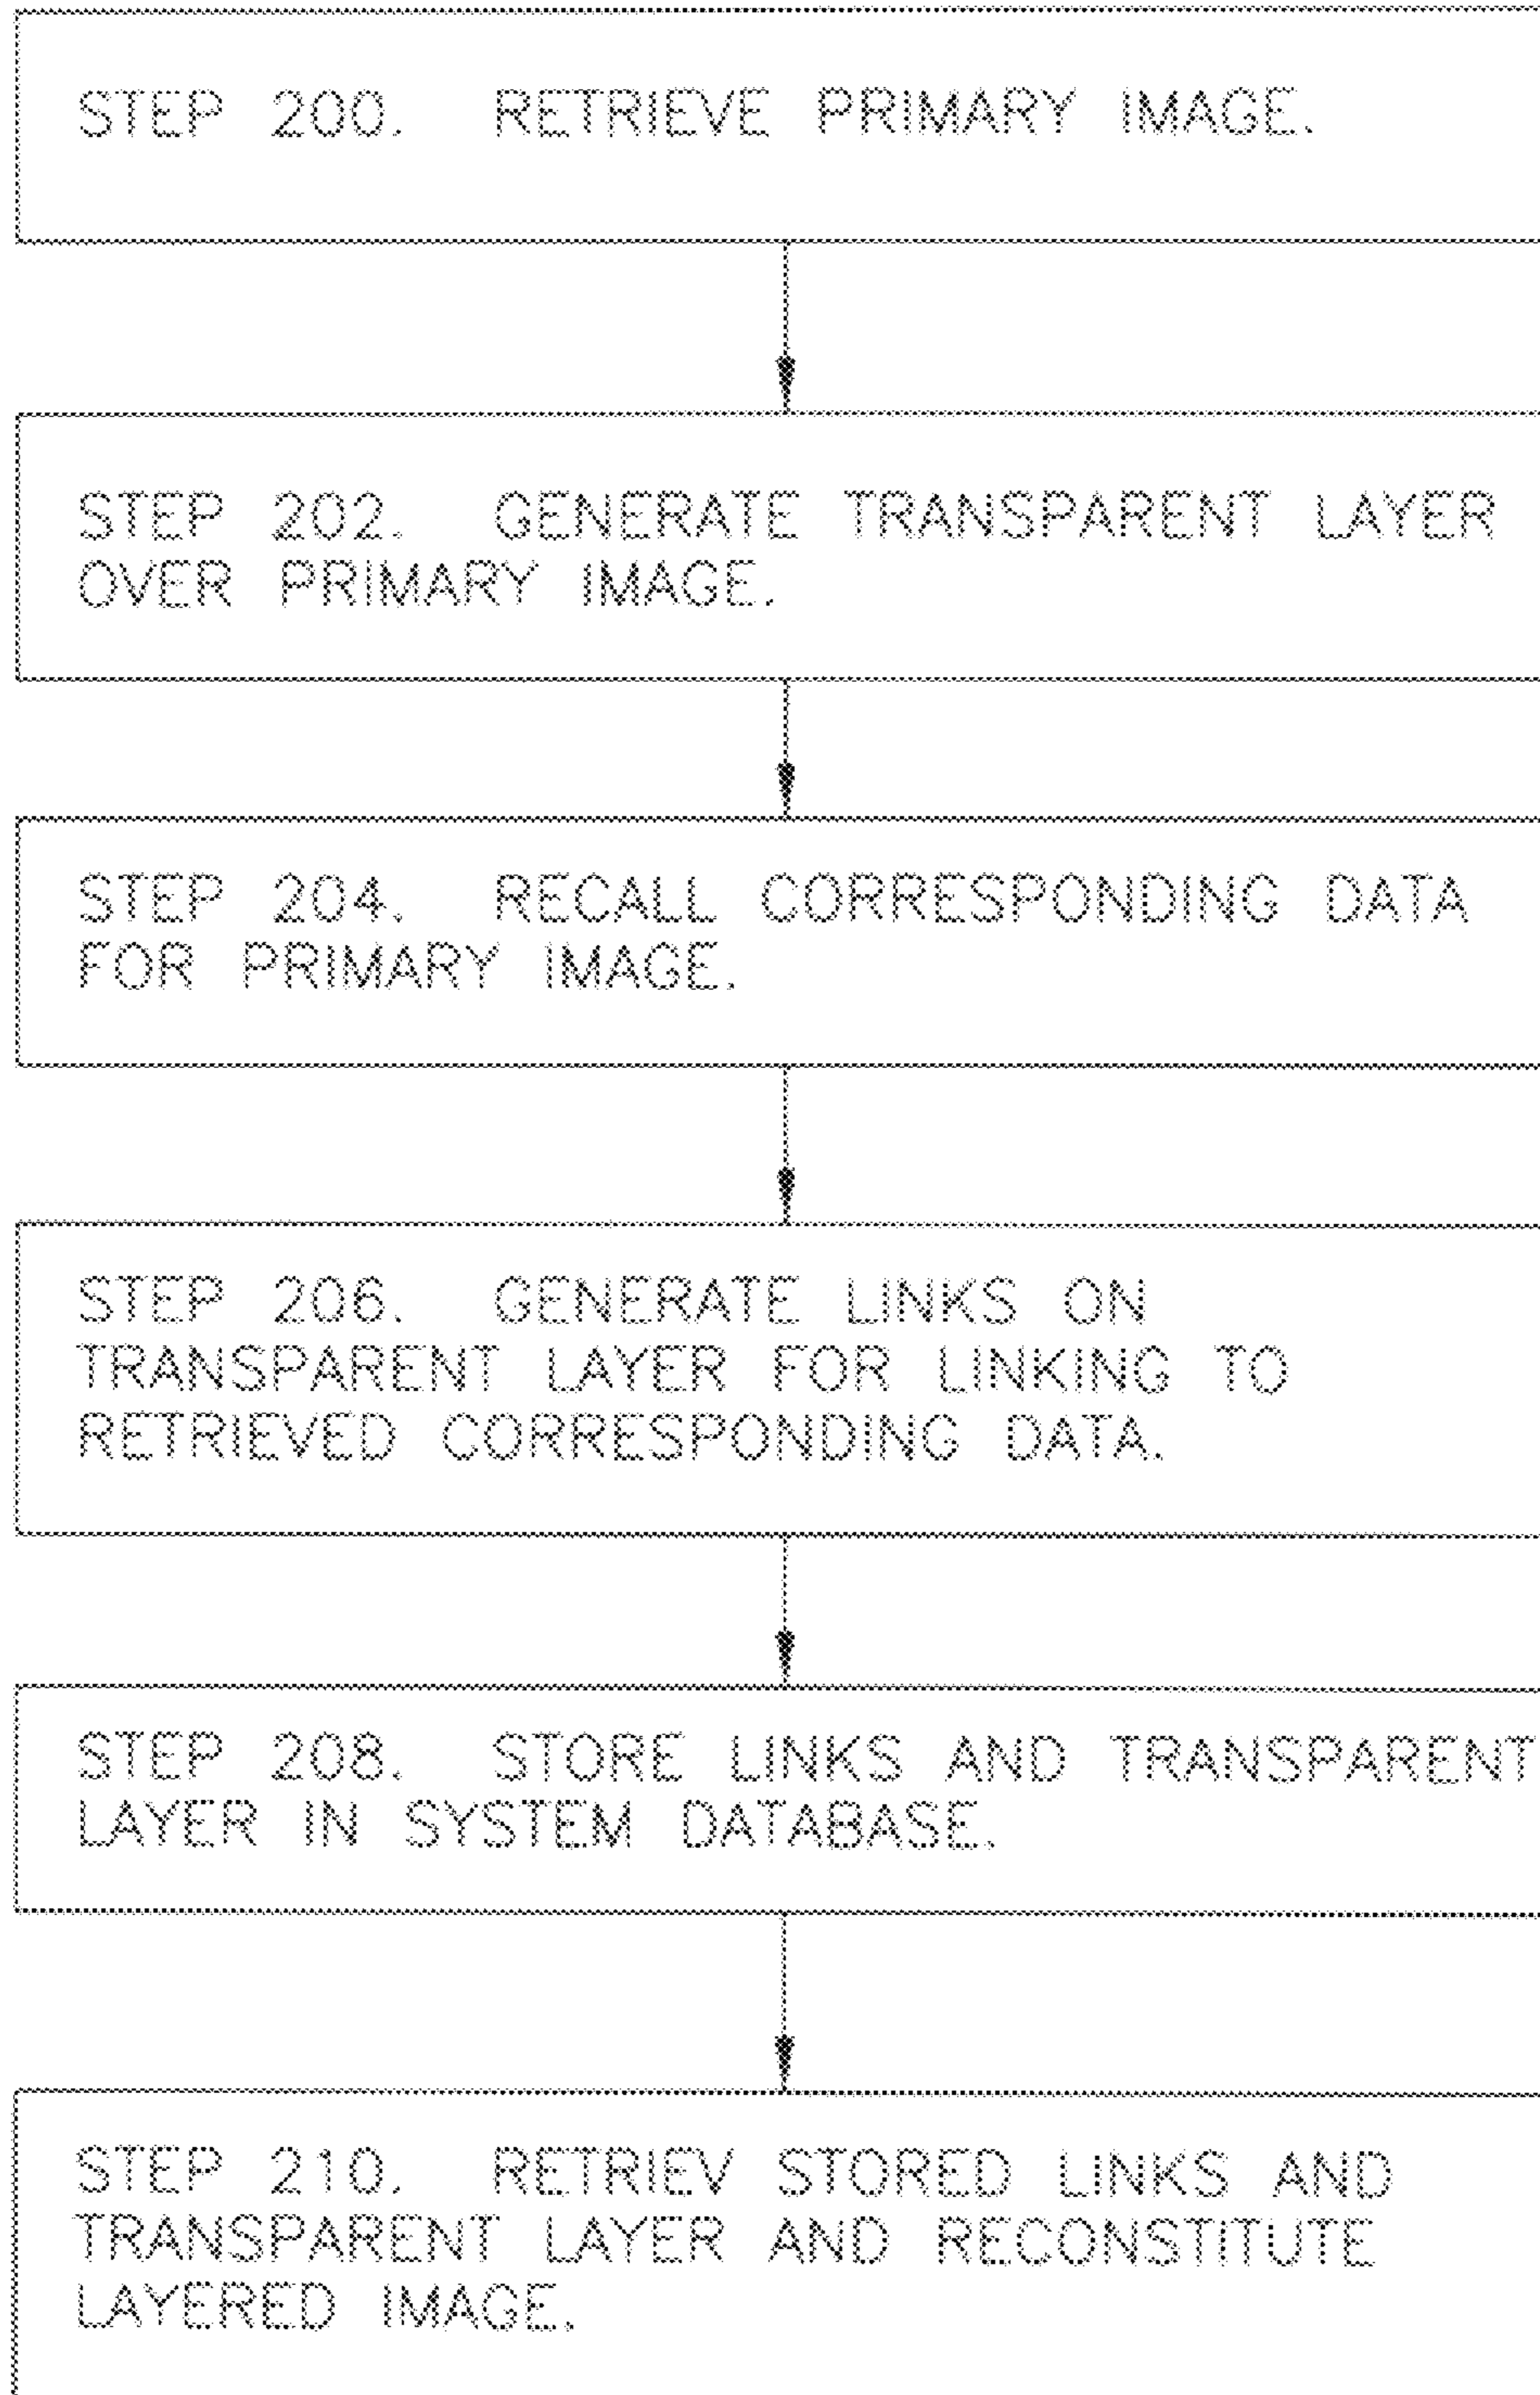 STEP 200. RETRIEVE PRIMARY IMAGE.
STEP 202. GENERATE TRANSPARENT LAYER
OVER PRIMARY IMAGE.
STEP 204. RECALL CORRESPONDING DATA
FOR PRIMARY IMAGE.
STEP 206. GENERATE LINKS ON
TRANSPARENT LAYER FOR LINKING TO
RETRIEVED CORRESPONDING DATA.
STEP 208. STORE LINKS AND TRANSPARENT
LAYER IN SYSTEM DATABASE.
STEP 210. RETRIEV STORED LINKS AND
TRANSPARENT LAYER AND RECONSTITUTE
LAYERED IMAGE.